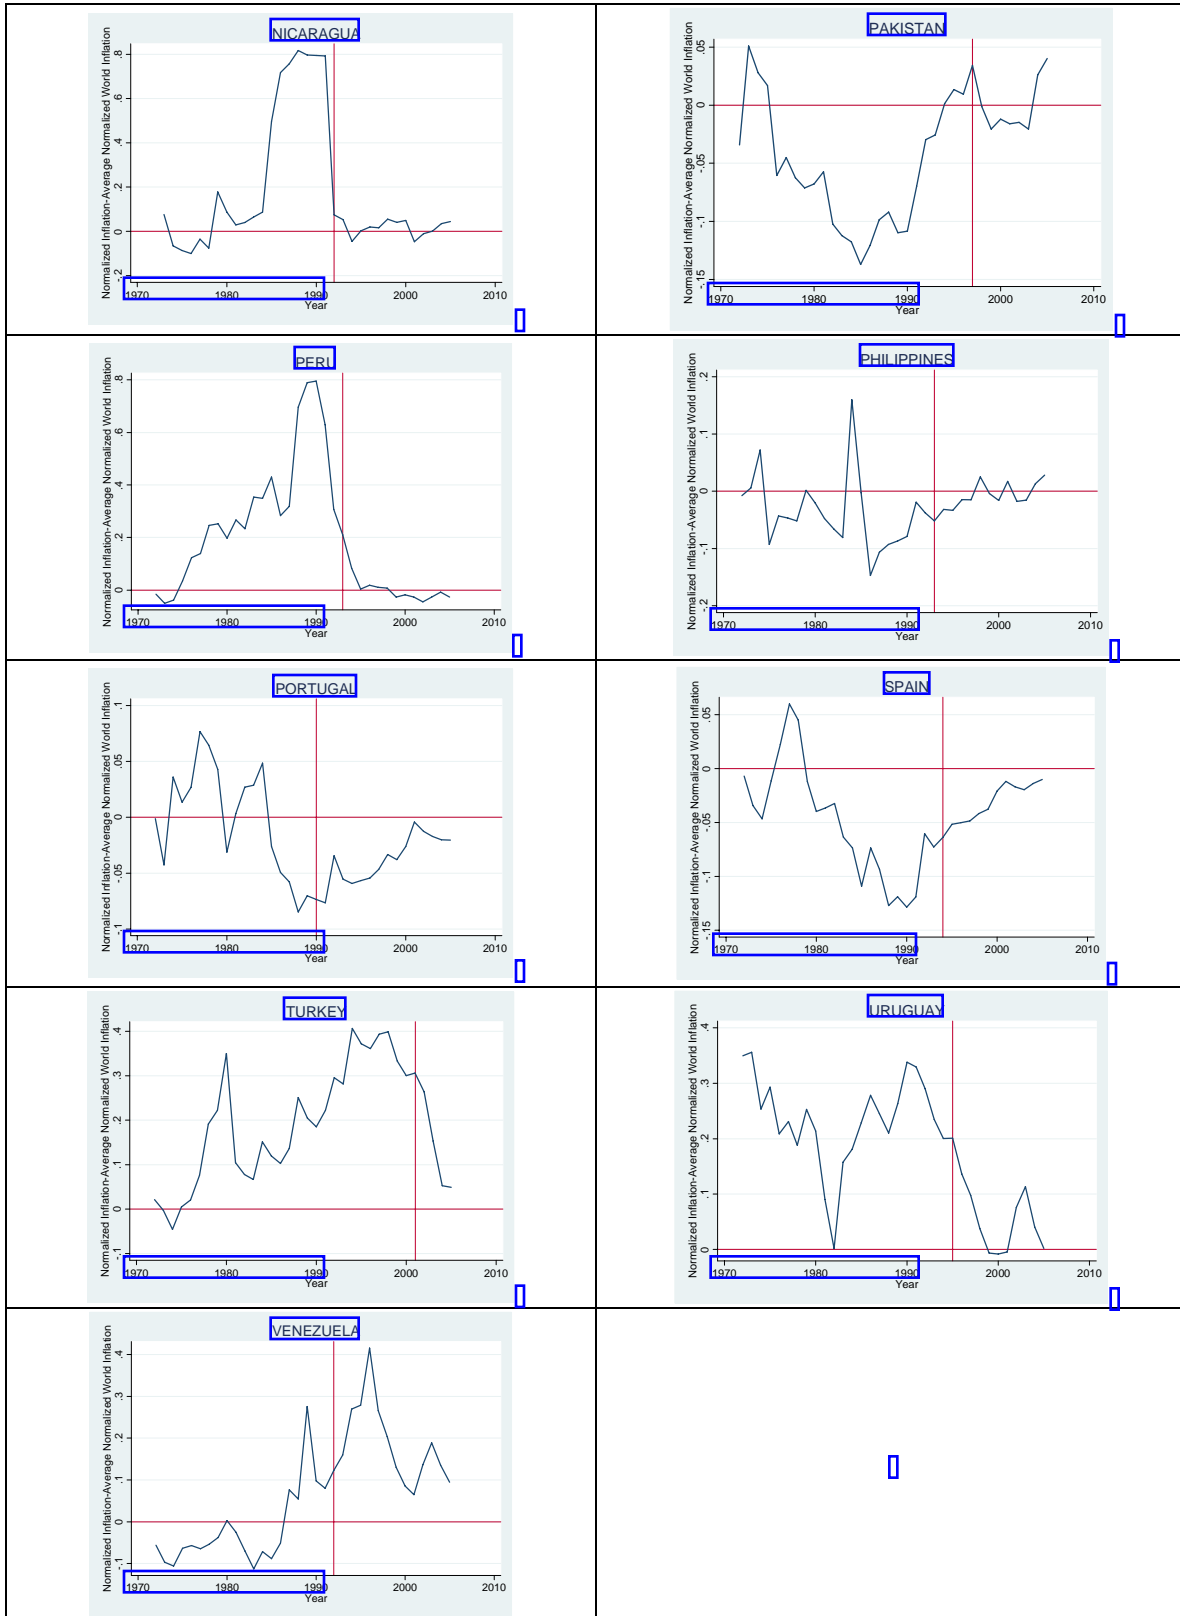 NICARAGUA
Normalized Inflation-Average Normalized World Inflation
.8
.6
.4
.2
0
-.2
1970 1980 1990 2000 2010
Year
PAKISTAN
Normalized Inflation-Average Normalized World Inflation
.05
0
-.05
-.1
-.15
1970 1980 1990 2000 2010
Year
PERU
Normalized Inflation-Average Normalized World Inflation
.8
.6
.4
.2
0
1970 1980 1990 2000 2010
Year
PHILIPPINES
Normalized Inflation-Average Normalized World Inflation
.2
.1
0
-.1
-.2
1970 1980 1990 2000 2010
Year
PORTUGAL
Normalized Inflation-Average Normalized World Inflation
.1
.05
0
-.05
-.1
1970 1980 1990 2000 2010
Year
SPAIN
Normalized Inflation-Average Normalized World Inflation
.05
0
-.05
-.1
-.15
1970 1980 1990 2000 2010
Year
TURKEY
Normalized Inflation-Average Normalized World Inflation
.4
.3
.2
.1
0
-.1
1970 1980 1990 2000 2010
Year
URUGUAY
Normalized Inflation-Average Normalized World Inflation
.4
.3
.2
.1
0
1970 1980 1990 2000 2010
Year
VENEZUELA
Normalized Inflation-Average Normalized World Inflation
.4
.3
.2
.1
0
-.1
1970 1980 1990 2000 2010
Year